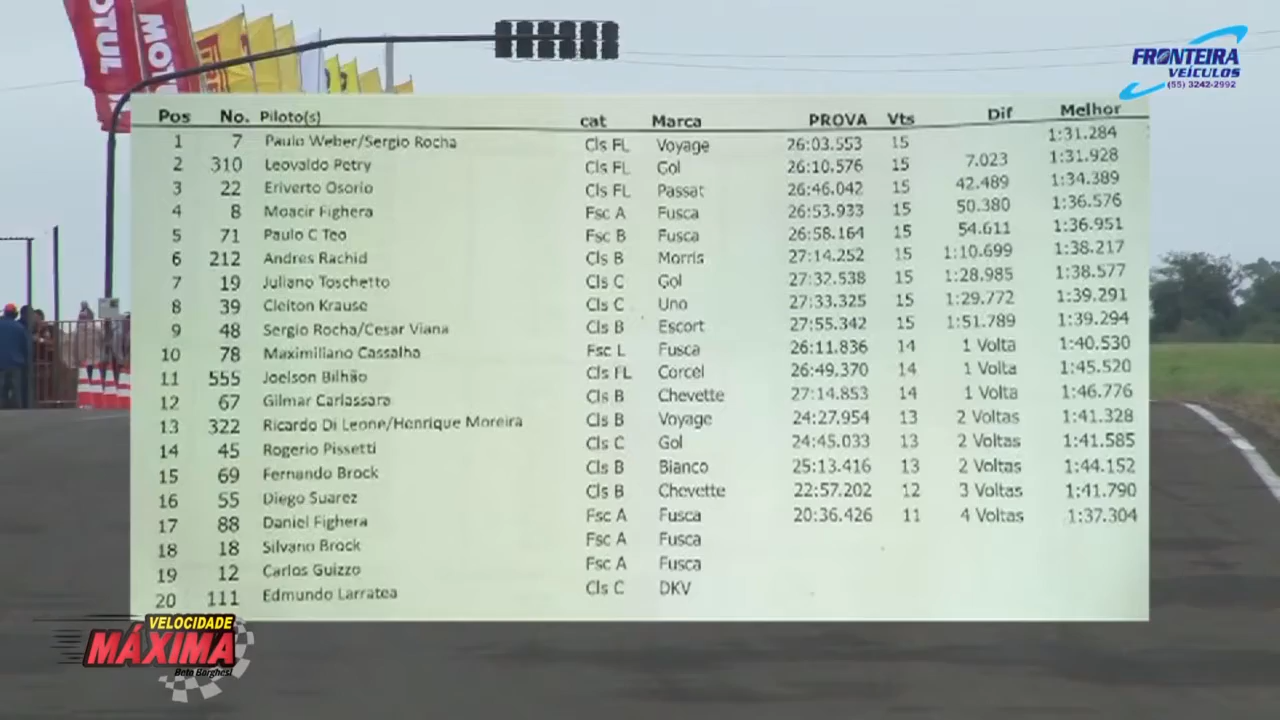 MOTUL
MOTUL
FRONTEIRA
VEÍCULOS
(55) 3242-2992
Pos No. Piloto(s) cat Marca PROVA Vts Dif Melhor
1 7 Paulo Weber/Sergio Rocha Cls FL Voyage 26:03.553 15 1:31.284
2 310 Leovaldo Petry Cls FL Gol 26:10.576 15 7.023 1:31.928
3 22 Eriverto Osorio Cls FL Passat 26:46.042 15 42.489 1:34.389
4 8 Moacir Fighera Fsc A Fusca 26:53.933 15 50.380 1:36.576
5 71 Paulo C Teo Fsc B Fusca 26:58.164 15 54.611 1:36.951
6 212 Andres Rachid Cls B Morris 27:14.252 15 1:10.699 1:38.217
7 19 Juliano Toschetto Cls C Gol 27:32.538 15 1:28.985 1:38.577
8 39 Cleiton Krause Cls C Uno 27:33.325 15 1:29.772 1:39.291
9 48 Sergio Rocha/Cesar Viana Cls B Escort 27:55.342 15 1:51.789 1:39.294
10 78 Maximiliano Cassalha Fsc L Fusca 26:11.836 14 1 Volta 1:40.530
11 555 Joelson Bilhão Cls FL Corcel 26:49.370 14 1 Volta 1:45.520
12 67 Gilmar Carlassara Cls B Chevette 27:14.853 14 1 Volta 1:46.776
13 322 Ricardo Di Leone/Henrique Moreira Cls B Voyage 24:27.954 13 2 Voltas 1:41.328
14 45 Rogerio Pissetti Cls C Gol 24:45.033 13 2 Voltas 1:41.585
15 69 Fernando Brock Cls B Bianco 25:13.416 13 2 Voltas 1:44.152
16 55 Diego Suarez Cls B Chevette 22:57.202 12 3 Voltas 1:41.790
17 88 Daniel Fighera Fsc A Fusca 20:36.426 11 4 Voltas 1:37.304
18 18 Silvano Brock Fsc A Fusca
19 12 Carlos Guizzo Fsc A Fusca
20 111 Edmundo Larratea Cls C DKV
VELOCIDADE
MÁXIMA
Beto Borghesi